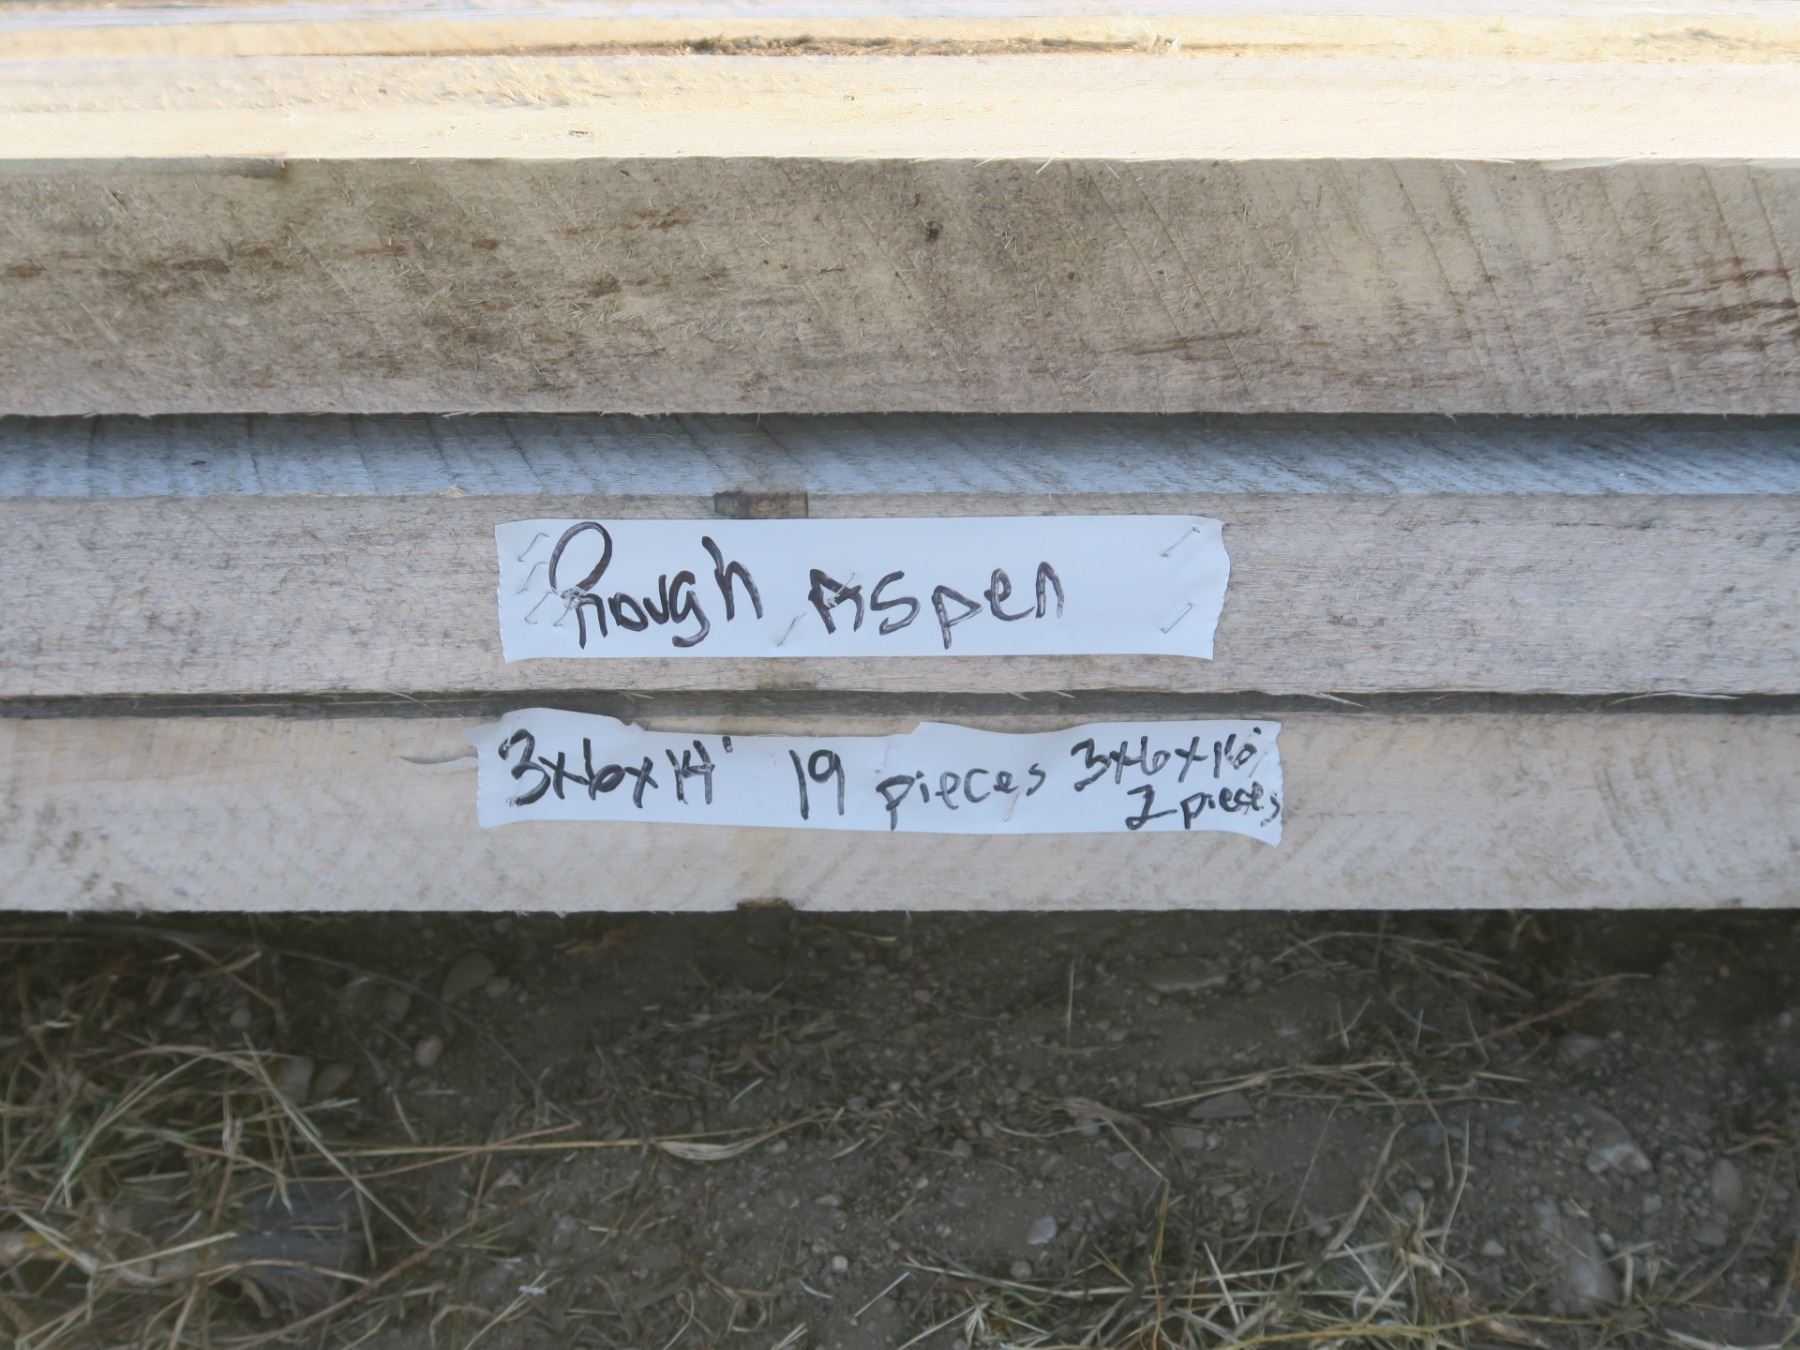 Rough Aspen
3x6x14' 19 pieces 3x6x16'
2 pieces